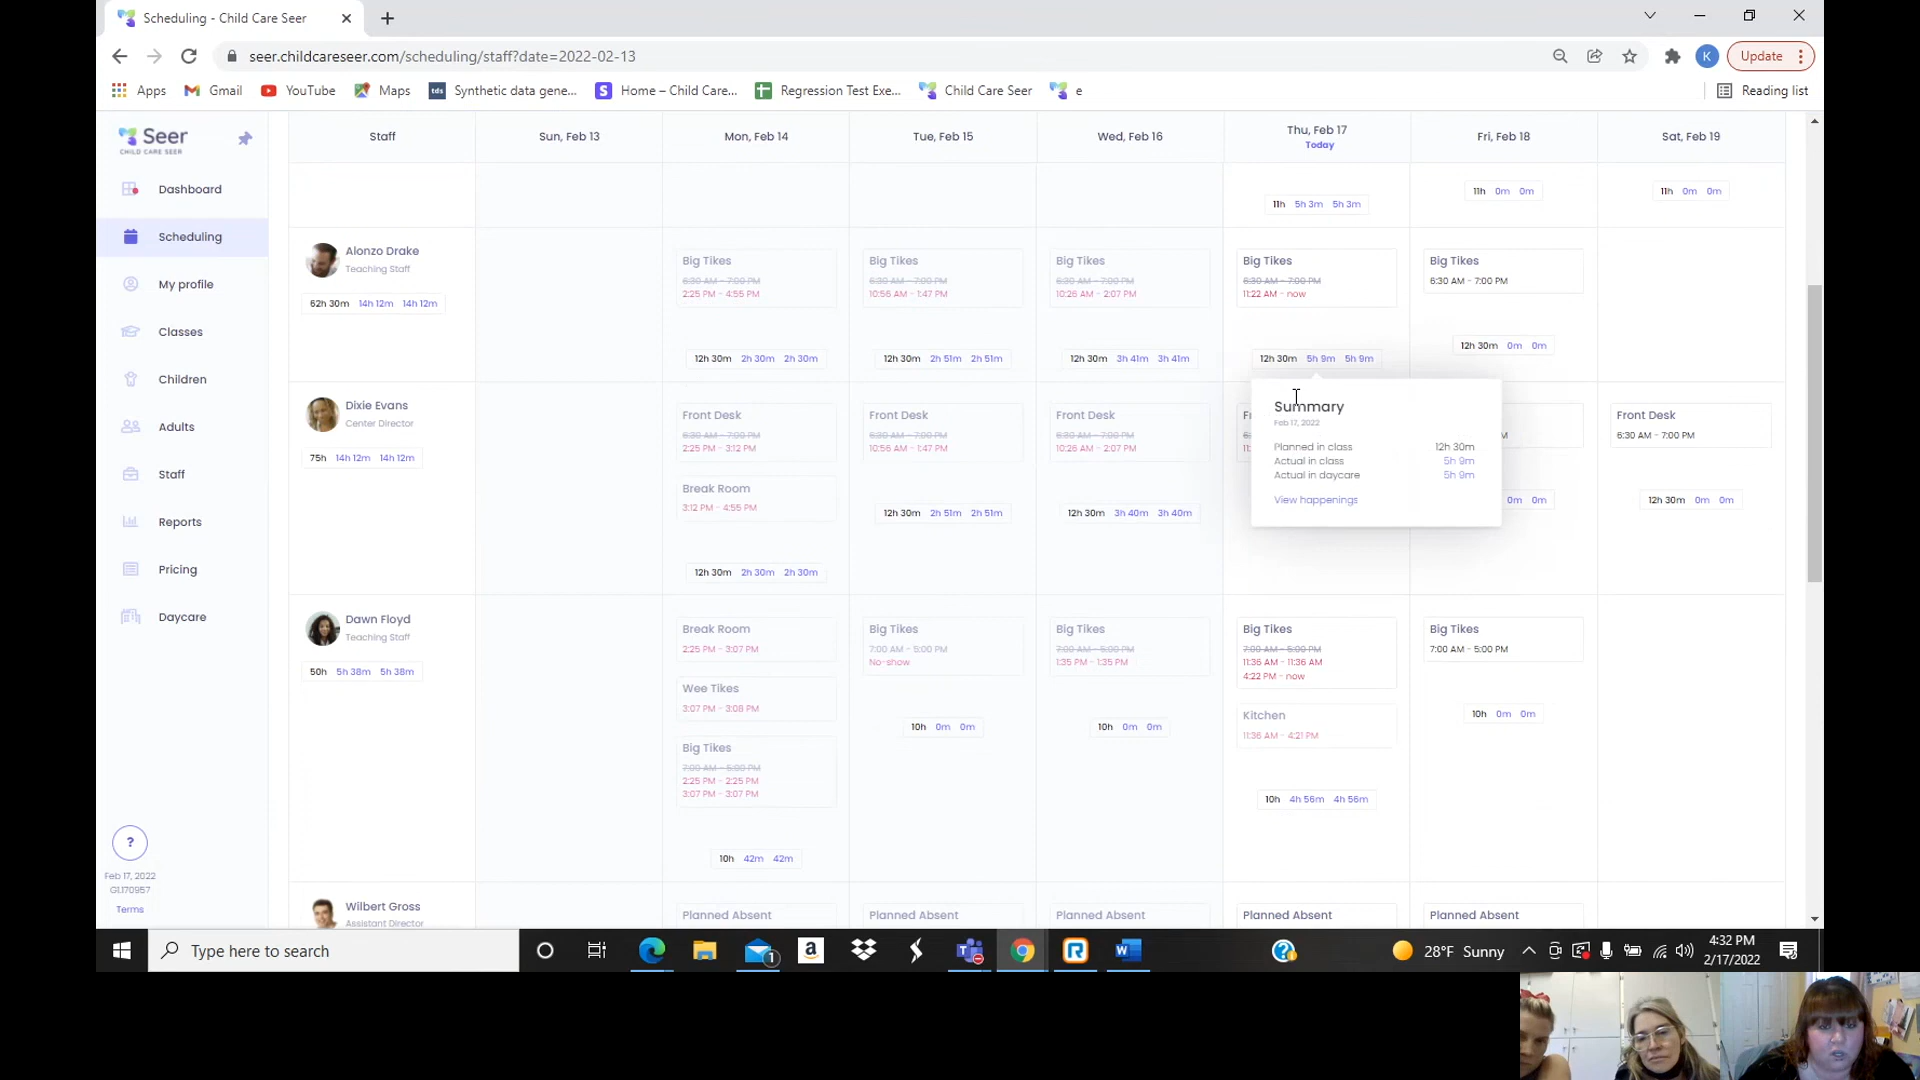 Scheduling - Child Care Seer
seer.childcareseer.com/scheduling/staff?date=2022-02-13
K
Update
Apps
Gmail
YouTube
Maps
tds
Synthetic data gene...
S
Home – Child Care...
Regression Test Exe...
Child Care Seer
e
Reading list
Seer
CHILD CARE SEER
Dashboard
Scheduling
My profile
Classes
Children
Adults
Staff
Reports
Pricing
Daycare
?
Feb 17, 2022
G1.170957
Terms
Staff
Sun, Feb 13
Mon, Feb 14
Tue, Feb 15
Wed, Feb 16
Thu, Feb 17
Today
Fri, Feb 18
Sat, Feb 19
11h 5h 3m 5h 3m
11h 0m 0m
11h 0m 0m
Alonzo Drake
Teaching Staff
62h 30m 14h 12m 14h 12m
Big Tikes
6:30 AM - 7:00 PM
2:25 PM - 4:55 PM
12h 30m 2h 30m 2h 30m
Big Tikes
6:30 AM - 7:00 PM
10:56 AM - 1:47 PM
12h 30m 2h 51m 2h 51m
Big Tikes
6:30 AM - 7:00 PM
10:26 AM - 2:07 PM
12h 30m 3h 41m 3h 41m
Big Tikes
6:30 AM - 7:00 PM
11:22 AM - now
12h 30m 5h 9m 5h 9m
Big Tikes
6:30 AM - 7:00 PM
12h 30m 0m 0m
Dixie Evans
Center Director
75h 14h 12m 14h 12m
Front Desk
6:30 AM - 7:00 PM
2:25 PM - 3:12 PM
Break Room
3:12 PM - 4:55 PM
12h 30m 2h 30m 2h 30m
Front Desk
6:30 AM - 7:00 PM
10:56 AM - 1:47 PM
12h 30m 2h 51m 2h 51m
Front Desk
6:30 AM - 7:00 PM
10:26 AM - 2:07 PM
12h 30m 3h 40m 3h 40m
Summary
Feb 17, 2022
Planned in class 12h 30m
Actual in class 5h 9m
Actual in daycare 5h 9m
View happenings
0m 0m
Front Desk
6:30 AM - 7:00 PM
12h 30m 0m 0m
Dawn Floyd
Teaching Staff
50h 5h 38m 5h 38m
Break Room
2:25 PM - 3:07 PM
Wee Tikes
3:07 PM - 3:08 PM
Big Tikes
7:00 AM - 5:00 PM
2:25 PM - 2:25 PM
3:07 PM - 3:07 PM
10h 42m 42m
Big Tikes
7:00 AM - 5:00 PM
No-show
10h 0m 0m
Big Tikes
7:00 AM - 5:00 PM
1:35 PM - 1:35 PM
10h 0m 0m
Big Tikes
7:00 AM - 5:00 PM
11:36 AM - 11:36 AM
4:22 PM - now
Kitchen
11:36 AM - 4:21 PM
10h 4h 56m 4h 56m
Big Tikes
7:00 AM - 5:00 PM
10h 0m 0m
Wilbert Gross
Assistant Director
Planned Absent
Planned Absent
Planned Absent
Planned Absent
Planned Absent
Type here to search
1
28°F Sunny
4:32 PM
2/17/2022